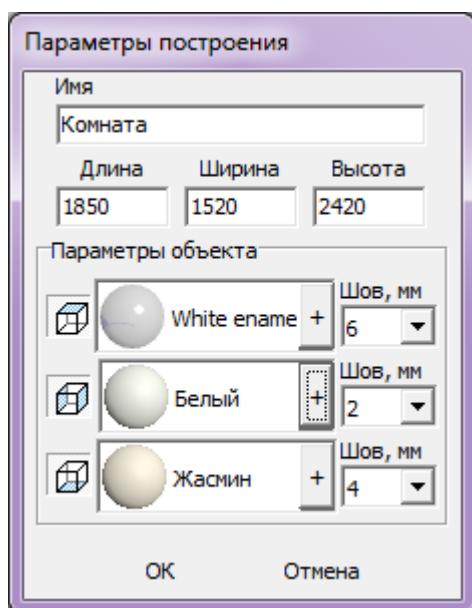 Параметры построения
Имя
Комната
Длина Ширина Высота
1850 1520 2420
Параметры объекта
Шов, мм
White ename + 6
Шов, мм
Белый + 2
Шов, мм
Жасмин + 4
ОК Отмена